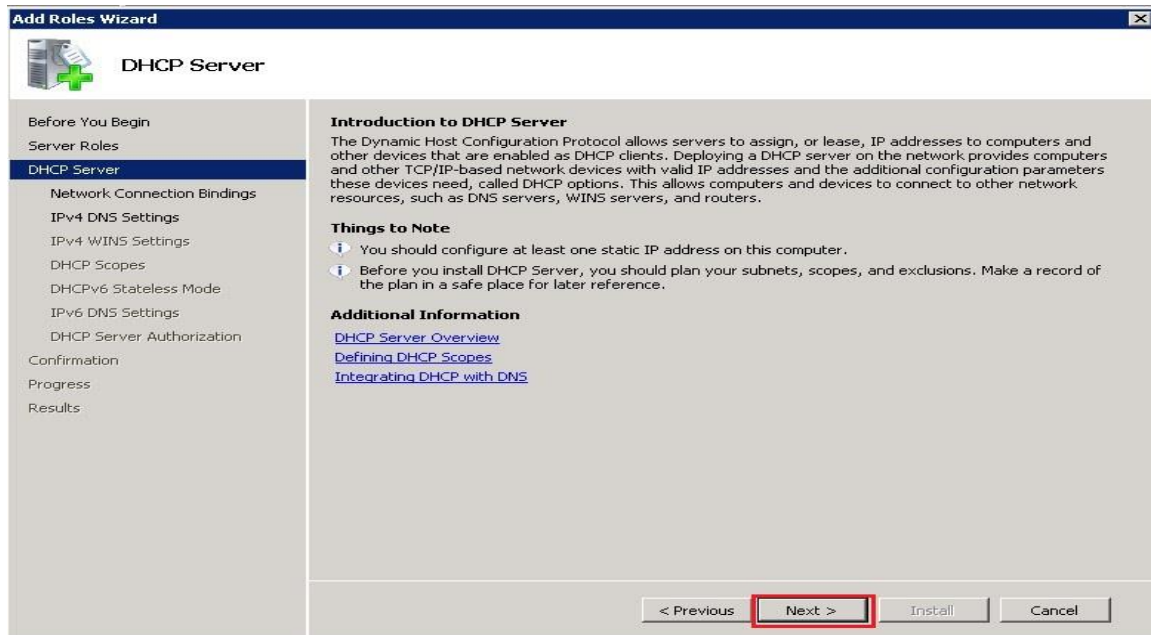 Add Roles Wizard
DHCP Server
Before You Begin
Server Roles
DHCP Server
Network Connection Bindings
IPv4 DNS Settings
IPv4 WINS Settings
DHCP Scopes
DHCPv6 Stateless Mode
IPv6 DNS Settings
DHCP Server Authorization
Confirmation
Progress
Results
Introduction to DHCP Server
The Dynamic Host Configuration Protocol allows servers to assign, or lease, IP addresses to computers and
other devices that are enabled as DHCP clients. Deploying a DHCP server on the network provides computers
and other TCP/IP-based network devices with valid IP addresses and the additional configuration parameters
these devices need, called DHCP options. This allows computers and devices to connect to other network
resources, such as DNS servers, WINS servers, and routers.
Things to Note
You should configure at least one static IP address on this computer.
Before you install DHCP Server, you should plan your subnets, scopes, and exclusions. Make a record of
the plan in a safe place for later reference.
Additional Information
DHCP Server Overview
Defining DHCP Scopes
Integrating DHCP with DNS
< Previous
Next >
Install
Cancel